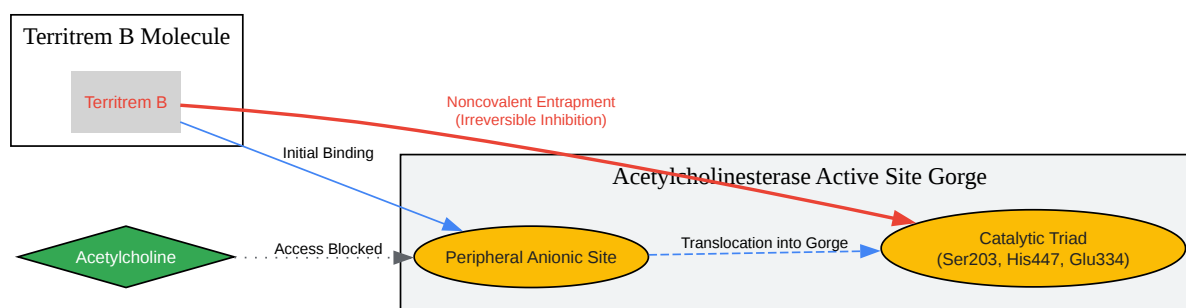 Territrem B Molecule
Territrem B
Noncovalent Entrapment
(Irreversible Inhibition)
Initial Binding
Acetylcholinesterase Active Site Gorge
Acetylcholine
Access Blocked
Peripheral Anionic Site
Translocation into Gorge
Catalytic Triad
(Ser203, His447, Glu334)